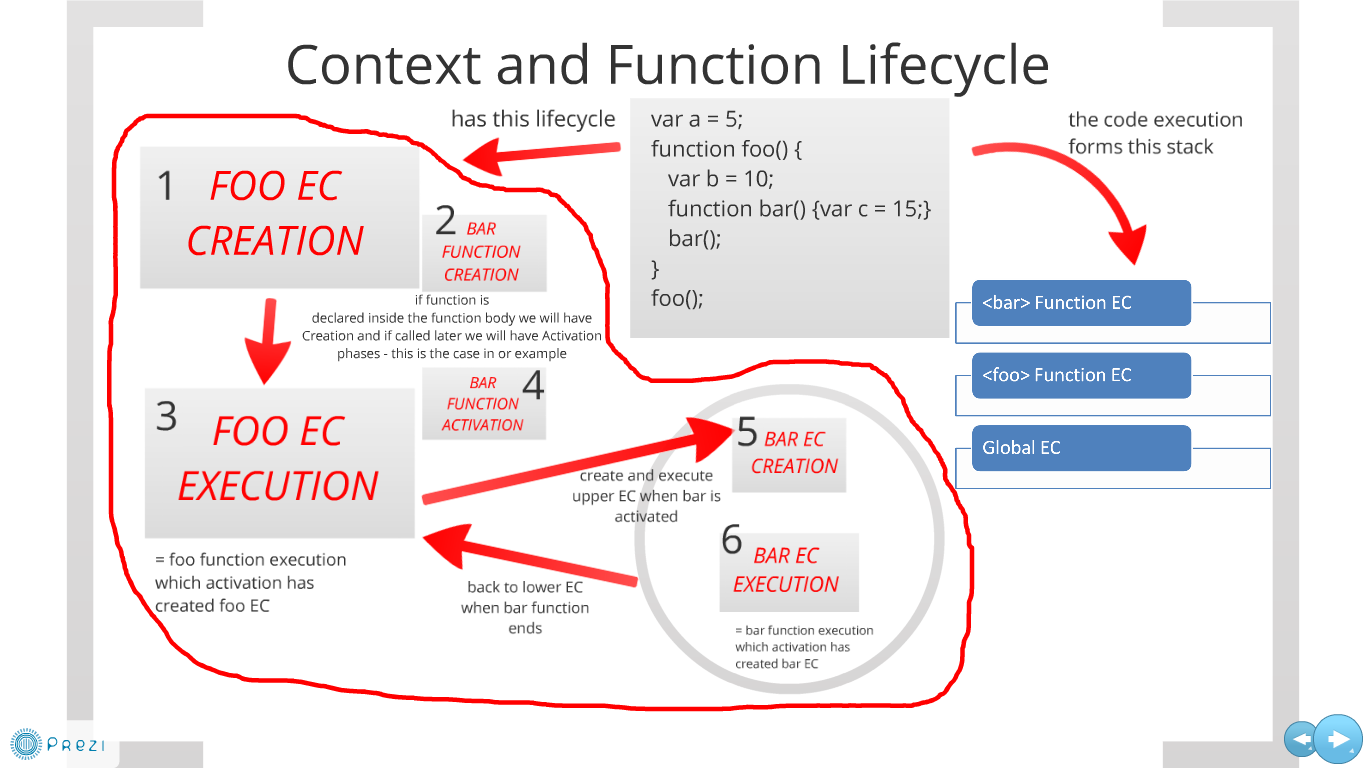 Context and Function Lifecycle
has this lifecycle
var a = 5;
function foo() {
var b = 10;
function bar() {var c = 15;}
bar();
}
foo();
the code execution
forms this stack
1
FOO EC
CREATION
2
BAR
FUNCTION
CREATION
if function is
declared inside the function body we will have
Creation and if called later we will have Activation
phases - this is the case in or example
3
FOO EC
EXECUTION
= foo function execution
which activation has
created foo EC
4
BAR
FUNCTION
ACTIVATION
create and execute
upper EC when bar is
activated
5
BAR EC
CREATION
6
BAR EC
EXECUTION
= bar function execution
which activation has
created bar EC
back to lower EC
when bar function
ends
<bar> Function EC
<foo> Function EC
Global EC
Prezi